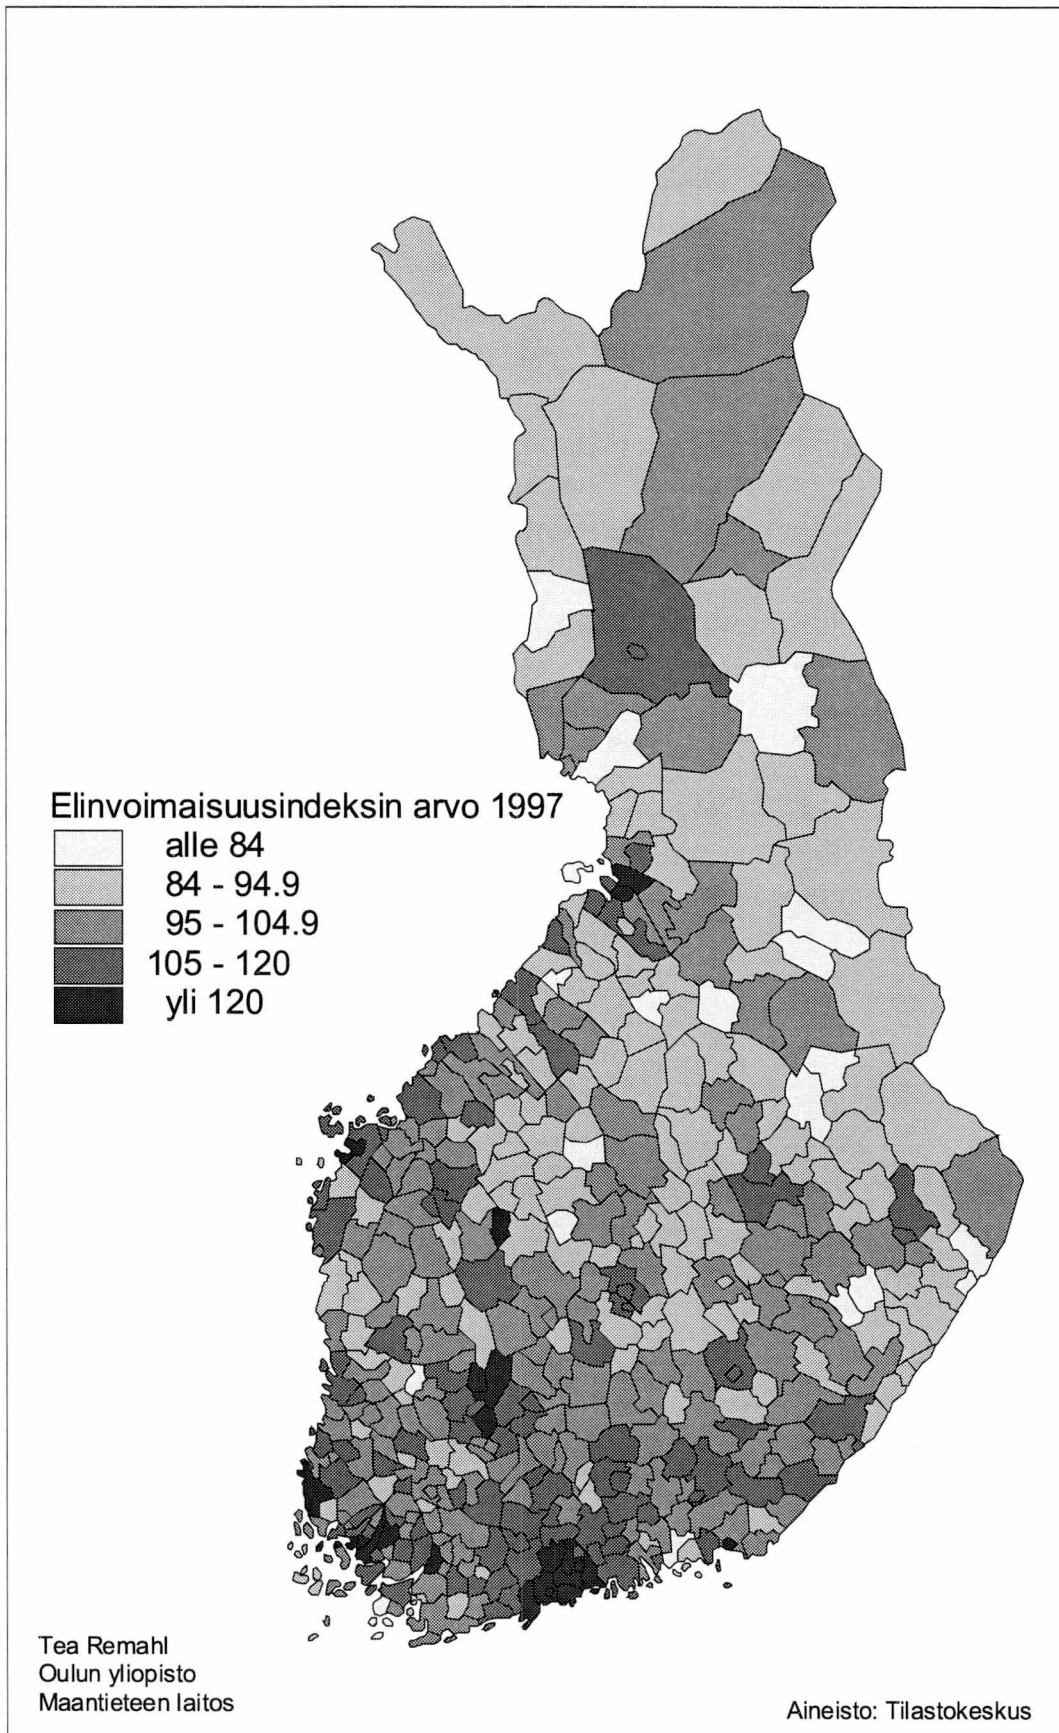 Elinvoimaisuusindeksin arvo 1997
alle 84
84 - 94.9
95 - 104.9
105 - 120
yli 120
Tea Remahl
Oulun yliopisto
Maantieteen laitos
Aineisto: Tilastokeskus